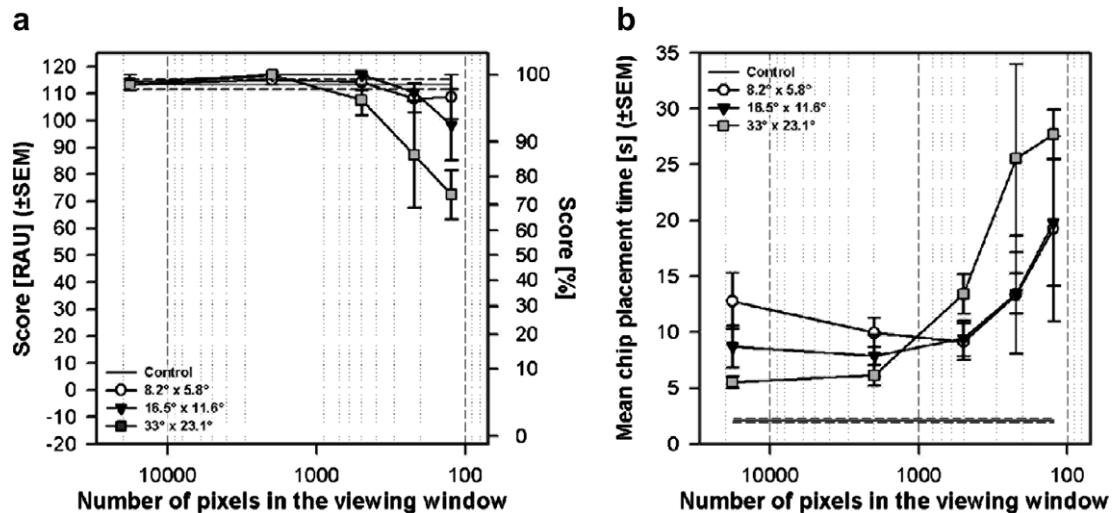 a
Score [RAU] (±SEM)
120
110
100
90
80
70
60
50
40
30
20
10
0
-10
-20
Control
8.2° x 5.8°
16.5° x 11.6°
33° x 23.1°
100
90
80
70
60
50
40
30
20
10
0
Score [%]
10000 1000 100
Number of pixels in the viewing window
b
Mean chip placement time [s] (±SEM)
35
30
25
20
15
10
5
0
Control
8.2° x 5.8°
16.5° x 11.6°
33° x 23.1°
10000 1000 100
Number of pixels in the viewing window